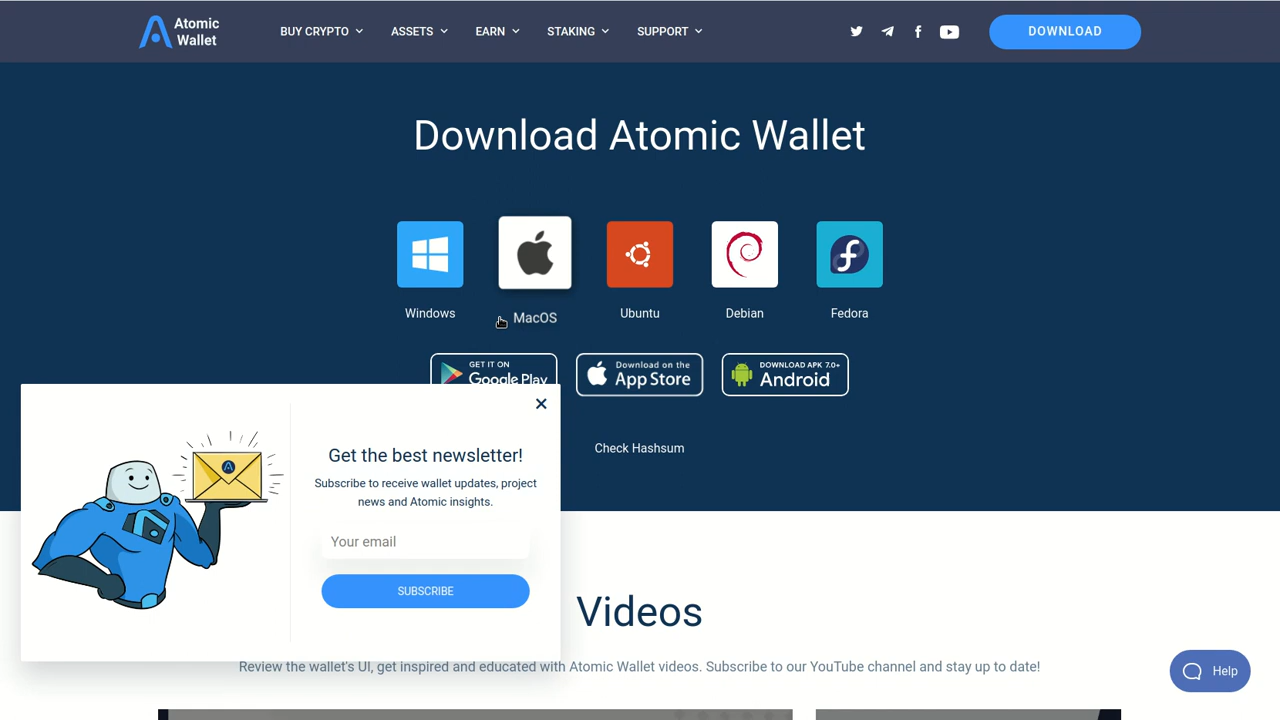 Atomic
Wallet
BUY CRYPTO
ASSETS
EARN
STAKING
SUPPORT
DOWNLOAD
Download Atomic Wallet
Windows
MacOS
Ubuntu
Debian
Fedora
GET IT ON
Google Play
Download on the
App Store
DOWNLOAD APK 7.0+
Android
Check Hashsum
Get the best newsletter!
Subscribe to receive wallet updates, project
news and Atomic insights.
Your email
SUBSCRIBE
Videos
Review the wallet's UI, get inspired and educated with Atomic Wallet videos. Subscribe to our YouTube channel and stay up to date!
Help